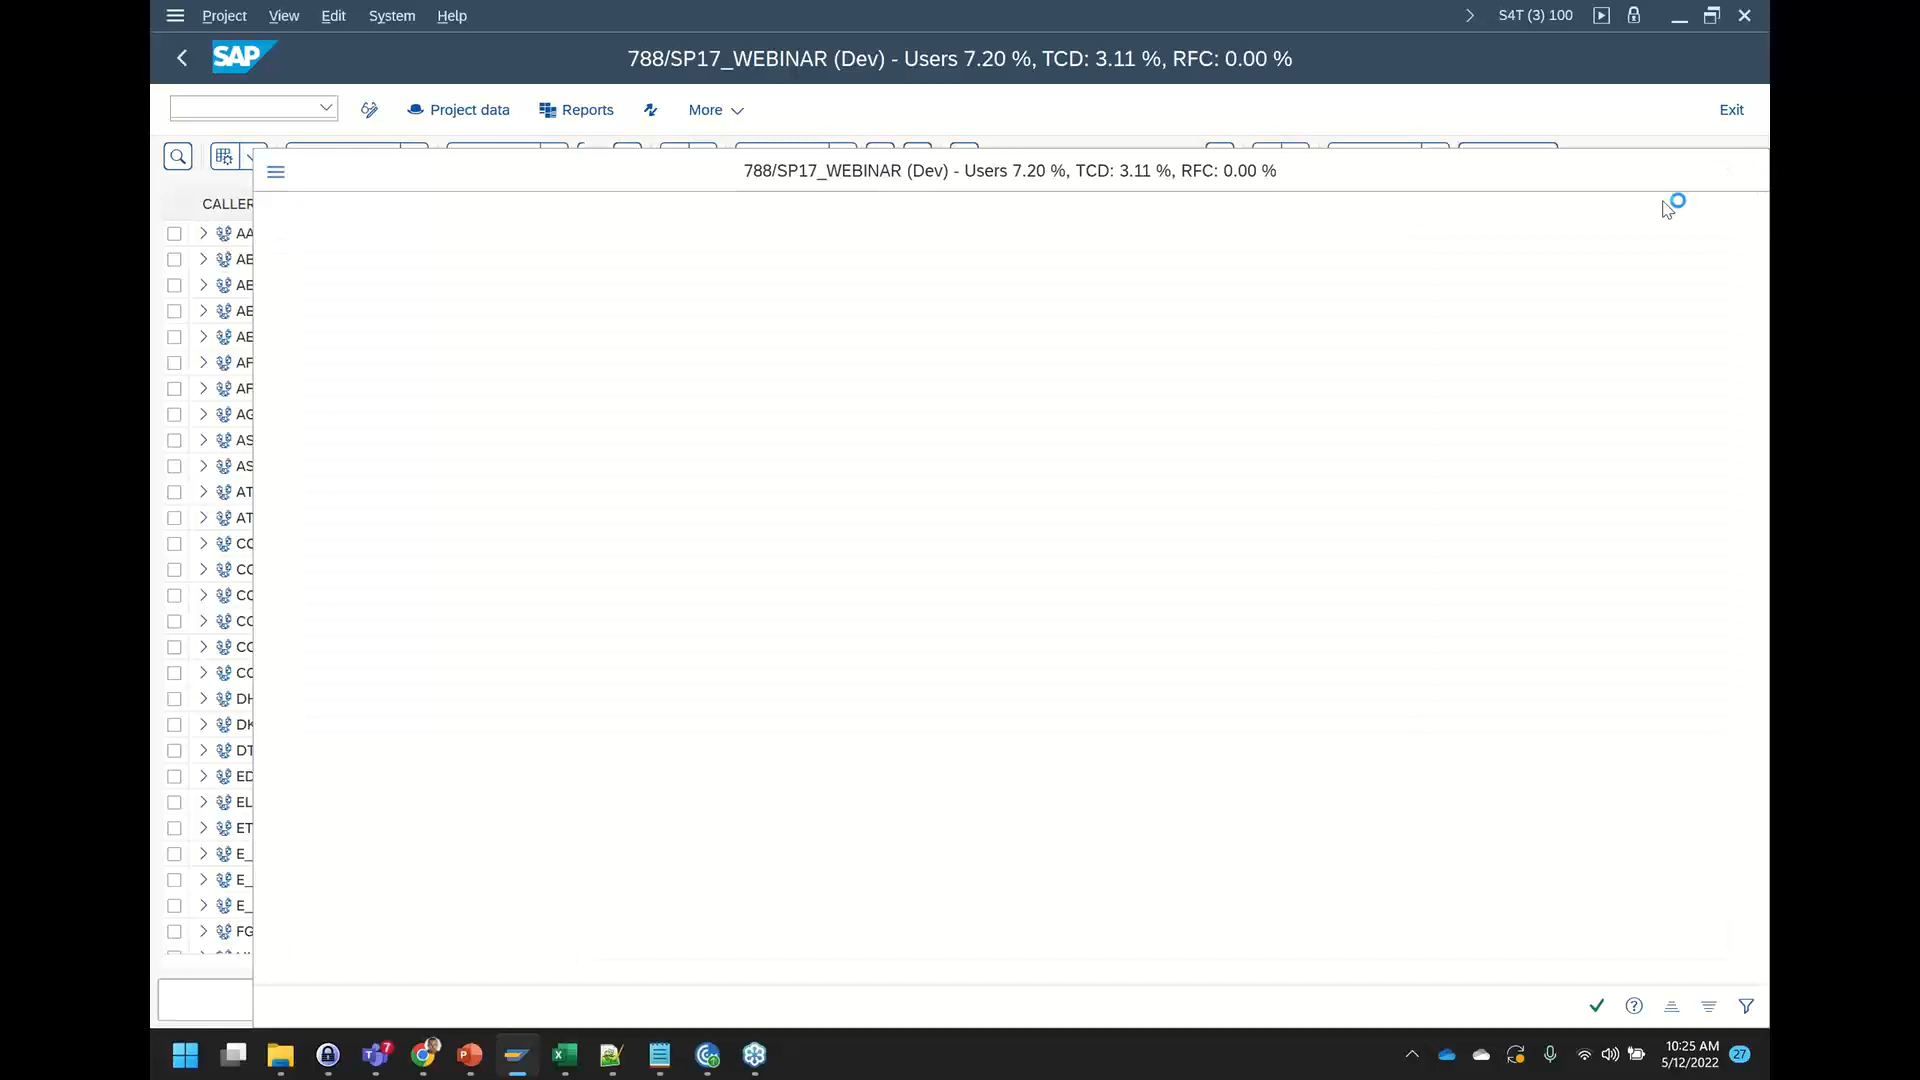 Project View Edit System Help S4T (3) 100
SAP 788/SP17_WEBINAR (Dev) - Users 7.20 %, TCD: 3.11 %, RFC: 0.00 %
Project data Reports More Exit
788/SP17_WEBINAR (Dev) - Users 7.20 %, TCD: 3.11 %, RFC: 0.00 %
CALLER
AA
AE
AE
AE
AE
AF
AF
AG
AS
AS
AT
AT
CC
CC
CC
CC
CC
CC
DH
DK
DT
ED
EL
ET
E_
E_
E_
FG
7
10:25 AM
5/12/2022 27